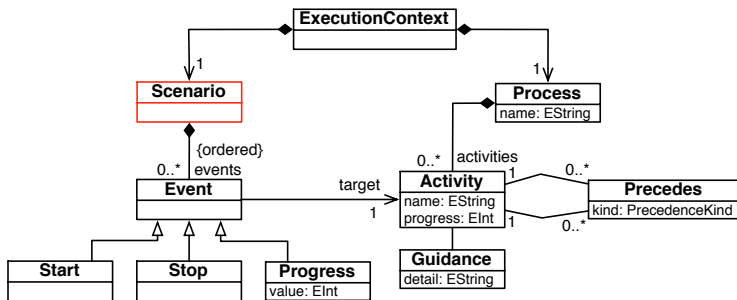 ExecutionContext
1
1
Scenario
Process
name: EString
{ordered}
0..*
events
0..*
activities
Event
target
1
Activity
name: EString
progress: EInt
1
1
0..*
0..*
Precedes
kind: PrecedenceKind
Start
Stop
Progress
value: EInt
Guidance
detail: EString